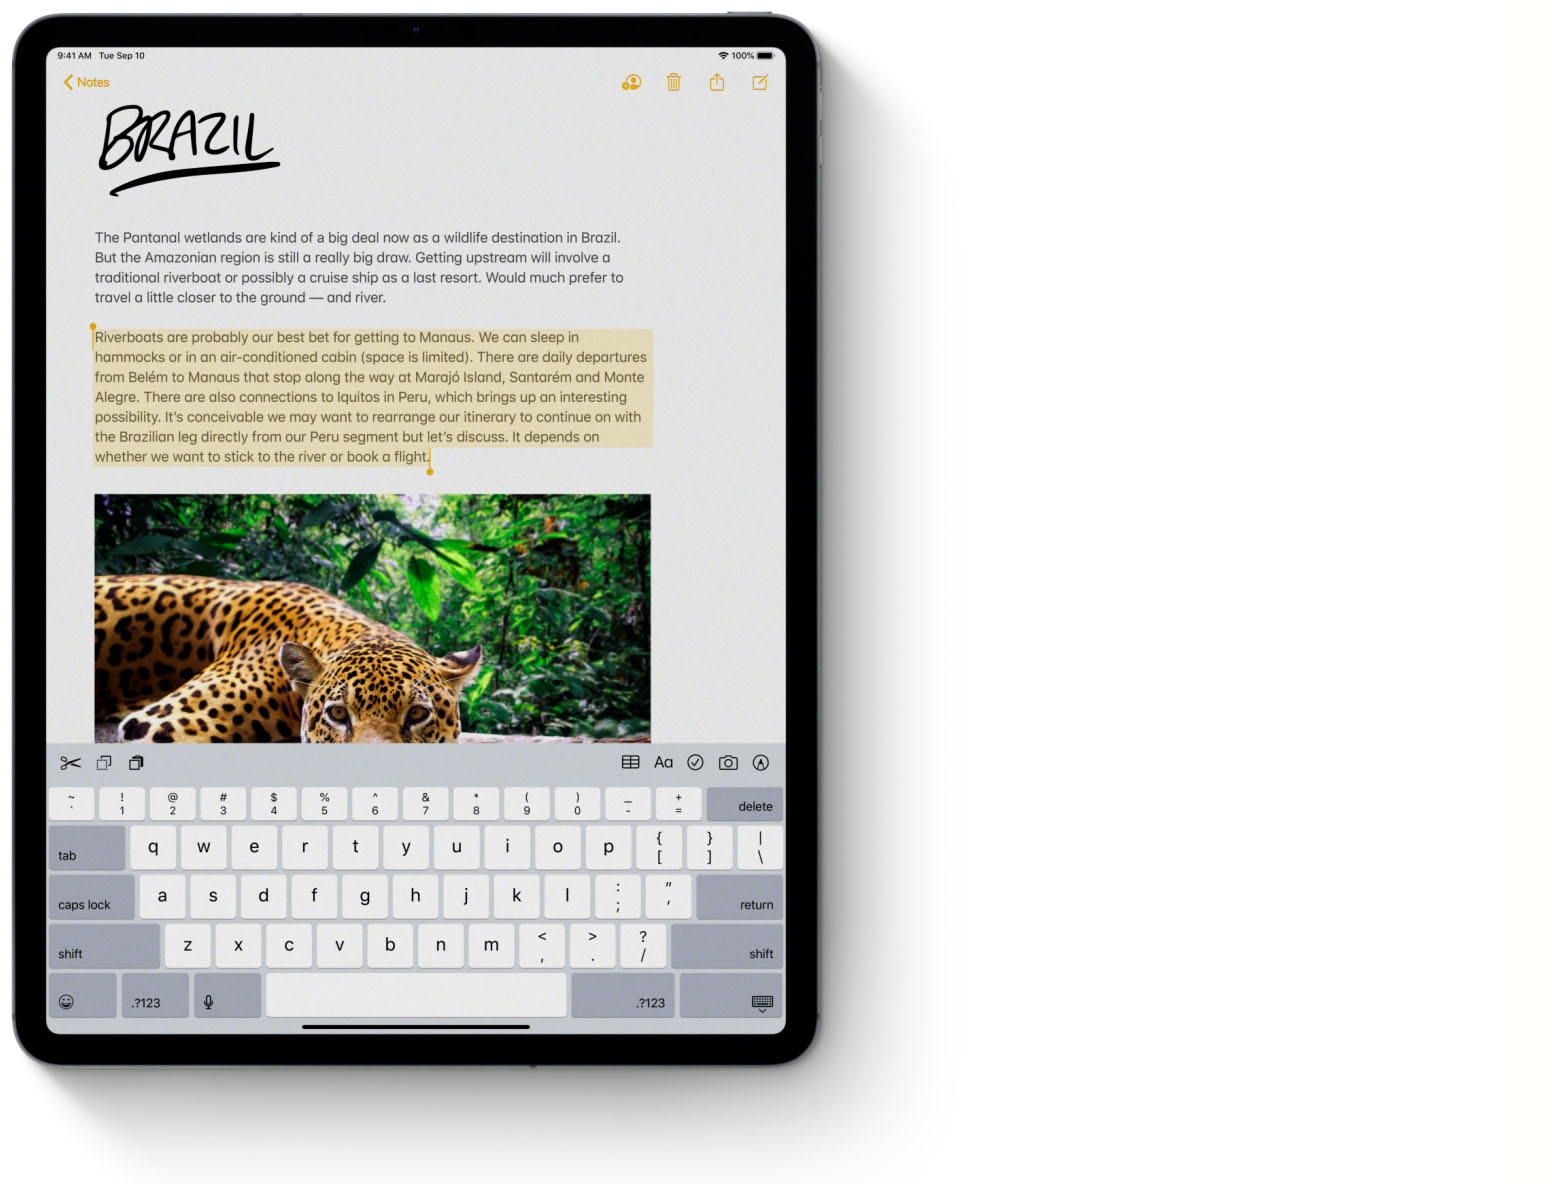 9:41 AM Tue Sep 10 100%
Notes
BRAZIL
The Pantanal wetlands are kind of a big deal now as a wildlife destination in Brazil.
But the Amazonian region is still a really big draw. Getting upstream will involve a
traditional riverboat or possibly a cruise ship as a last resort. Would much prefer to
travel a little closer to the ground — and river.
Riverboats are probably our best bet for getting to Manaus. We can sleep in
hammocks or in an air-conditioned cabin (space is limited). There are daily departures
from Belém to Manaus that stop along the way at Marajó Island, Santarém and Monte
Alegre. There are also connections to Iquitos in Peru, which brings up an interesting
possibility. It’s conceivable we may want to rearrange our itinerary to continue on with
the Brazilian leg directly from our Peru segment but let’s discuss. It depends on
whether we want to stick to the river or book a flight.
Aa
~ ! @ # $ % ^ & * ( ) _ +
` 1 2 3 4 5 6 7 8 9 0 - = delete
tab q w e r t y u i o p { [ } ] | \
caps lock a s d f g h j k l : ; " ' return
shift z x c v b n m < , > . ? / shift
.?123 .?123